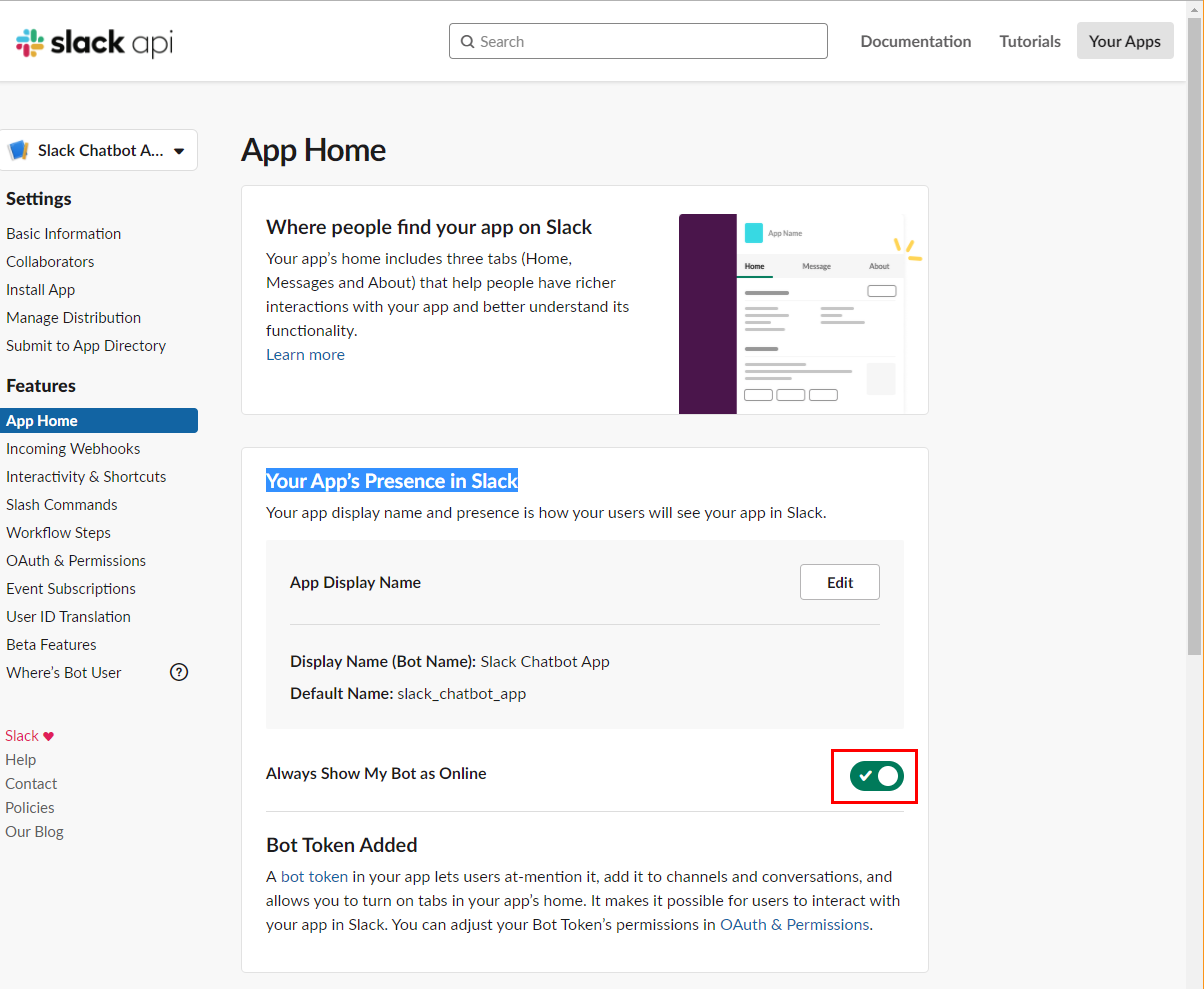 slack api
Search
Documentation
Tutorials
Your Apps
Slack Chatbot A...
Settings
Basic Information
Collaborators
Install App
Manage Distribution
Submit to App Directory
Features
App Home
Incoming Webhooks
Interactivity & Shortcuts
Slash Commands
Workflow Steps
OAuth & Permissions
Event Subscriptions
User ID Translation
Beta Features
Where's Bot User
?
Slack ♥
Help
Contact
Policies
Our Blog
App Home
Where people find your app on Slack
Your app's home includes three tabs (Home,
Messages and About) that help people have richer
interactions with your app and better understand its
functionality.
Learn more
App Name
Home
Message
About
Your App's Presence in Slack
Your app display name and presence is how your users will see your app in Slack.
App Display Name
Edit
Display Name (Bot Name): Slack Chatbot App
Default Name: slack_chatbot_app
Always Show My Bot as Online
Bot Token Added
A bot token in your app lets users at-mention it, add it to channels and conversations, and
allows you to turn on tabs in your app's home. It makes it possible for users to interact with
your app in Slack. You can adjust your Bot Token's permissions in OAuth & Permissions.